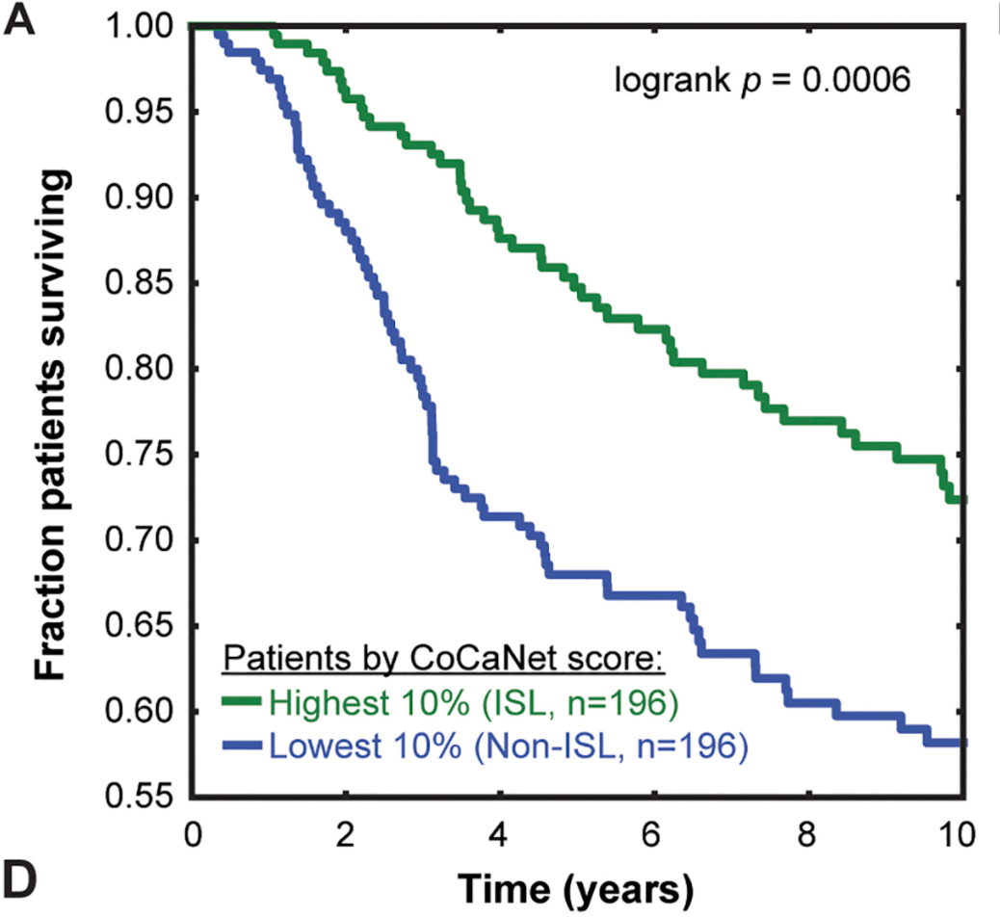 A
1.00
0.95
0.90
0.85
0.80
0.75
0.70
0.65
0.60
0.55
Fraction patients surviving
logrank p = 0.0006
Patients by CoCaNet score:
Highest 10% (ISL, n=196)
Lowest 10% (Non-ISL, n=196)
0 2 4 6 8 10
Time (years)
D